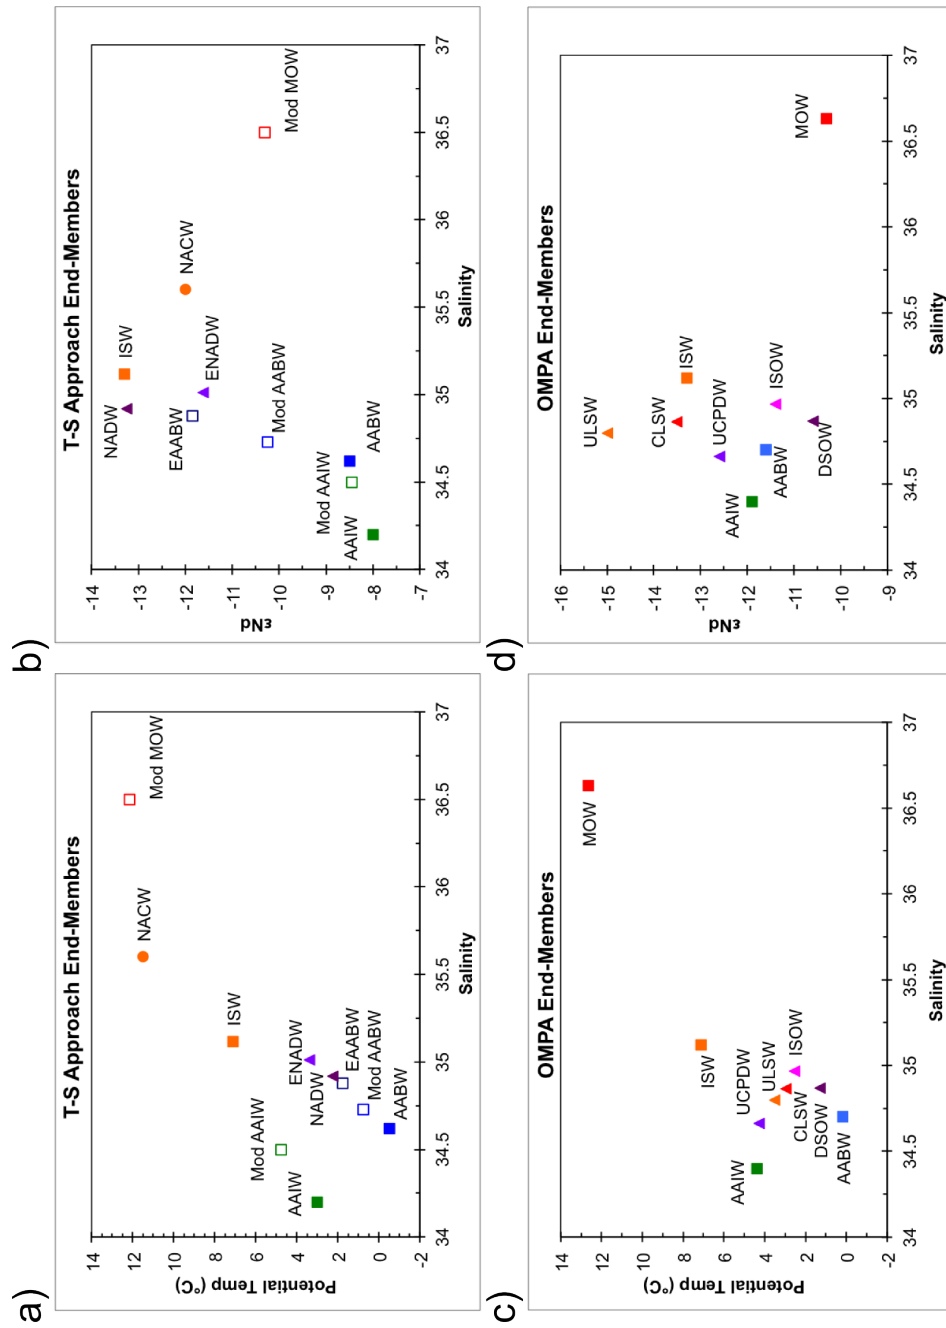 a)
T-S Approach End-Members
Potential Temp (°C)
14
12
10
8
6
4
2
0
-2
34
34.5
35
35.5
36
36.5
37
Salinity
AAIW
Mod AAIW
AABW
Mod AABW
EAABW
NADW
ENADW
ISW
NACW
Mod MOW
b)
T-S Approach End-Members
εNd
-14
-13
-12
-11
-10
-9
-8
-7
34
34.5
35
35.5
36
36.5
37
Salinity
AAIW
Mod AAIW
AABW
Mod AABW
EAABW
NADW
ENADW
ISW
NACW
Mod MOW
c)
OMPA End-Members
Potential Temp (°C)
14
12
10
8
6
4
2
0
-2
34
34.5
35
35.5
36
36.5
37
Salinity
AAIW
UCPDW
ULSW
CLSW
DSOW
AABW
ISOW
ISW
MOW
d)
OMPA End-Members
εNd
-16
-15
-14
-13
-12
-11
-10
-9
34
34.5
35
35.5
36
36.5
37
Salinity
ULSW
CLSW
ISW
UCPDW
AAIW
AABW
ISOW
DSOW
MOW